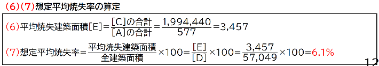 (6)(7)想定平均焼失率の算定
(6)平均焼失建築面積[E]=[C]の合計/[A]の合計=1,994,440/577=3,457
(7)想定平均焼失率=平均焼失建築面積/全建築面積×100=[E]/[D]×100=3,457/57,049×100=6.1%